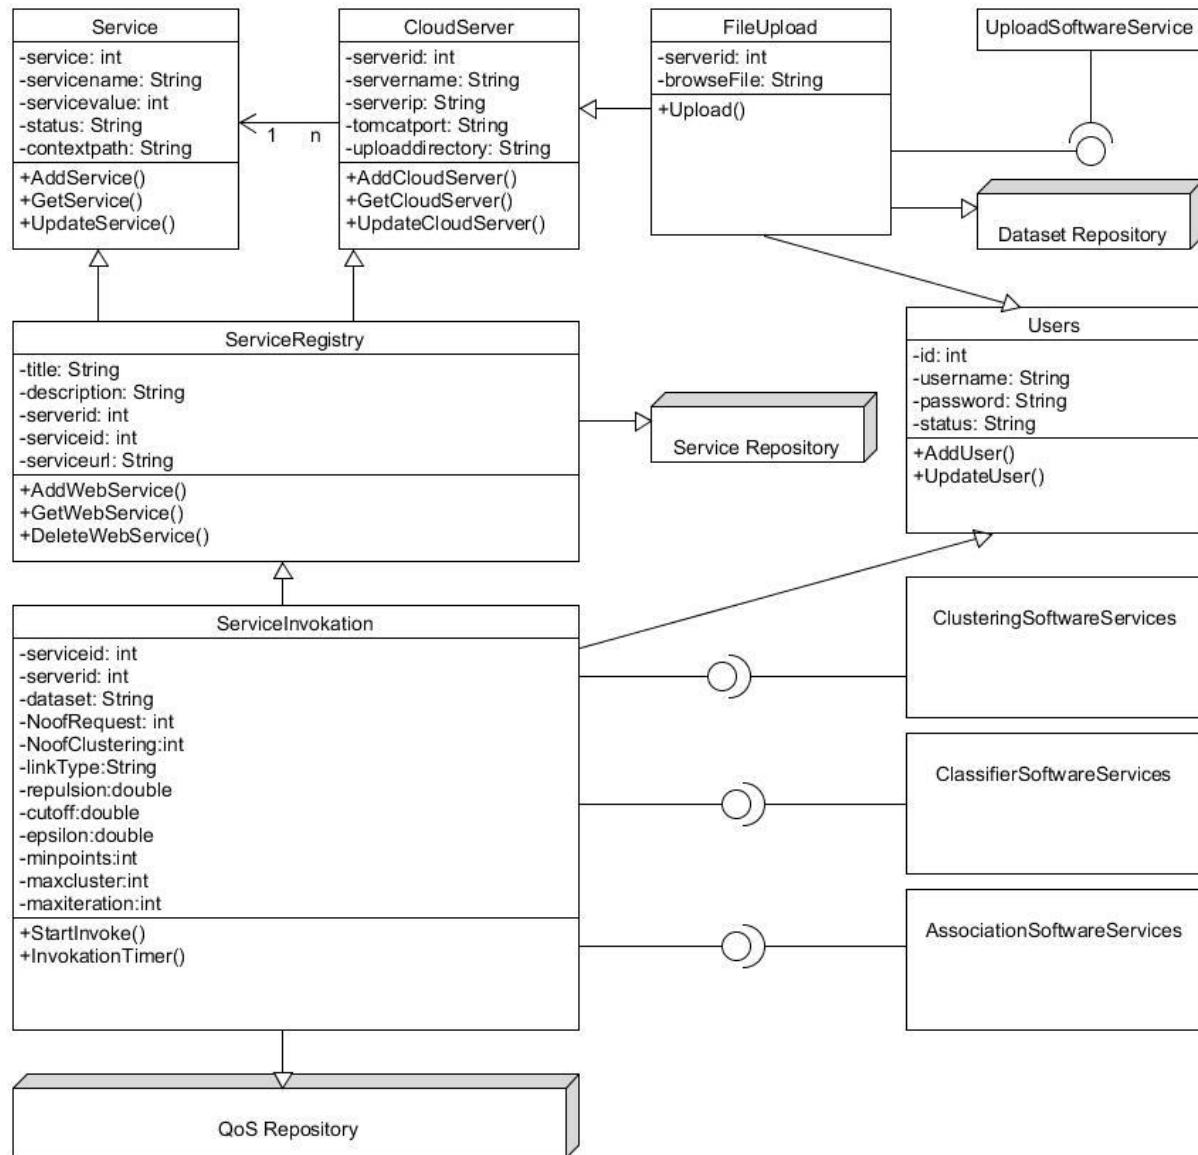 Service
-service: int
-servicename: String
-servicevalue: int
-status: String
-contextpath: String
+AddService()
+GetService()
+UpdateService()
1 n
CloudServer
-serverid: int
-servername: String
-serverip: String
-tomcatport: String
-uploaddirectory: String
+AddCloudServer()
+GetCloudServer()
+UpdateCloudServer()
FileUpload
-serverid: int
-browseFile: String
+Upload()
UploadSoftwareService
Dataset Repository
ServiceRegistry
-title: String
-description: String
-serverid: int
-serviceid: int
-serviceurl: String
+AddWebService()
+GetWebService()
+DeleteWebService()
Service Repository
Users
-id: int
-username: String
-password: String
-status: String
+AddUser()
+UpdateUser()
ServiceInvokation
-serviceid: int
-serverid: int
-dataset: String
-NoofRequest: int
-NoofClustering:int
-linkType:String
-repulsion:double
-cutoff:double
-epsilon:double
-minpoints:int
-maxcluster:int
-maxiteration:int
+StartInvoke()
+InvokationTimer()
ClusteringSoftwareServices
ClassifierSoftwareServices
AssociationSoftwareServices
QoS Repository